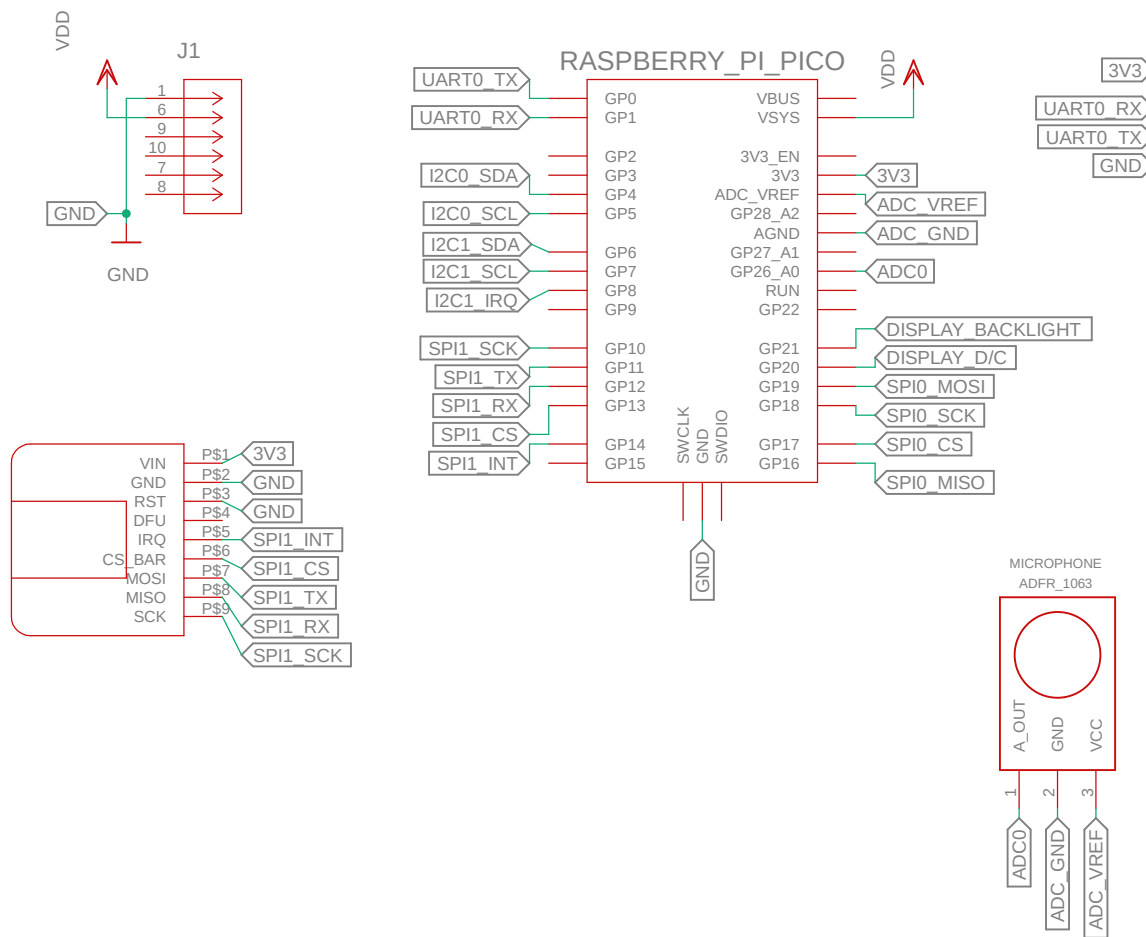 VDD
J1
1
6
9
10
7
8
GND
GND
RASPBERRY_PI_PICO
VDD
UART0_TX
UART0_RX
I2C0_SDA
I2C0_SCL
I2C1_SDA
I2C1_SCL
I2C1_IRQ
SPI1_SCK
SPI1_TX
SPI1_RX
SPI1_CS
SPI1_INT
GP0
GP1
GP2
GP3
GP4
GP5
GP6
GP7
GP8
GP9
GP10
GP11
GP12
GP13
GP14
GP15
SWCLK
GND
SWDIO
VBUS
VSYS
3V3_EN
3V3
ADC_VREF
GP28_A2
AGND
GP27_A1
GP26_A0
RUN
GP22
GP21
GP20
GP19
GP18
GP17
GP16
3V3
ADC_VREF
ADC_GND
ADC0
DISPLAY_BACKLIGHT
DISPLAY_D/C
SPI0_MOSI
SPI0_SCK
SPI0_CS
SPI0_MISO
GND
3V3
UART0_RX
UART0_TX
GND
VIN
GND
RST
DFU
IRQ
CS_BAR
MOSI
MISO
SCK
P$1
P$2
P$3
P$4
P$5
P$6
P$7
P$8
P$9
3V3
GND
GND
SPI1_INT
SPI1_CS
SPI1_TX
SPI1_RX
SPI1_SCK
MICROPHONE
ADFR_1063
A_OUT
GND
VCC
1
2
3
ADC0
ADC_GND
ADC_VREF